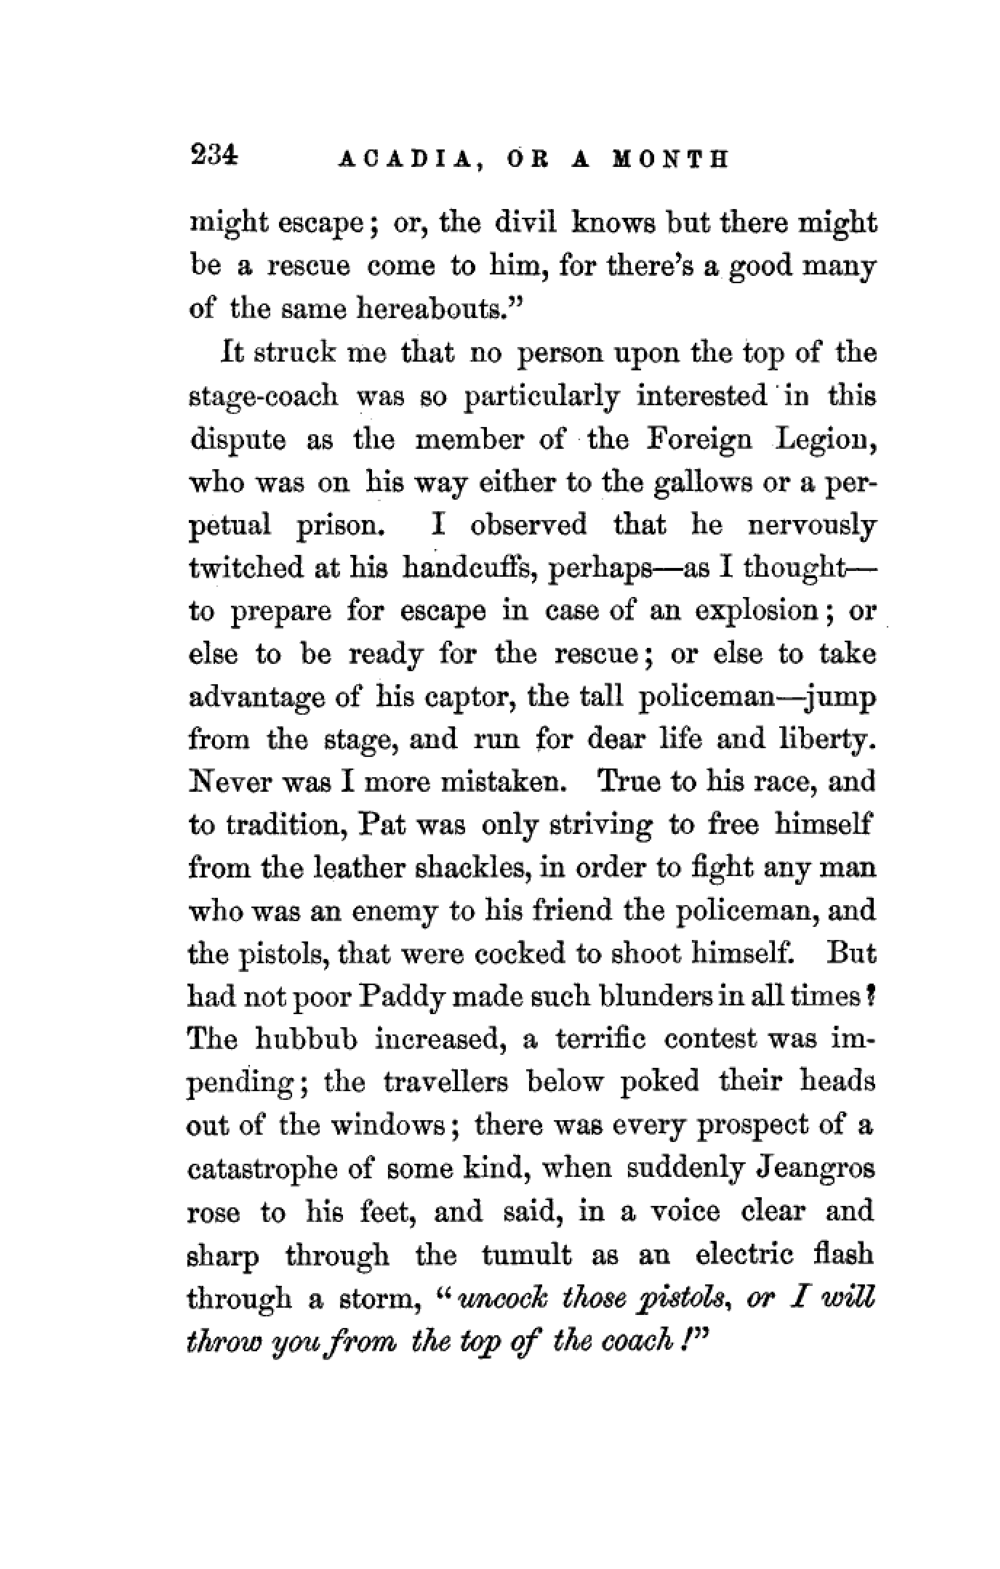 234 ACADIA, OR A MONTH
might escape; or, the divil knows but there might
be a rescue come to him, for there's a good many
of the same hereabouts.”
It struck me that no person upon the top of the
stage-coach was so particularly interested in this
dispute as the member of the Foreign Legion,
who was on his way either to the gallows or a per-
petual prison. I observed that he nervously
twitched at his handcuffs, perhaps—as I thought—
to prepare for escape in case of an explosion; or
else to be ready for the rescue; or else to take
advantage of his captor, the tall policeman—jump
from the stage, and run for dear life and liberty.
Never was I more mistaken. True to his race, and
to tradition, Pat was only striving to free himself
from the leather shackles, in order to fight any man
who was an enemy to his friend the policeman, and
the pistols, that were cocked to shoot himself. But
had not poor Paddy made such blunders in all times?
The hubbub increased, a terrific contest was im-
pending; the travellers below poked their heads
out of the windows; there was every prospect of a
catastrophe of some kind, when suddenly Jeangros
rose to his feet, and said, in a voice clear and
sharp through the tumult as an electric flash
through a storm, “uncock those pistols, or I will
throw you from the top of the coach!”